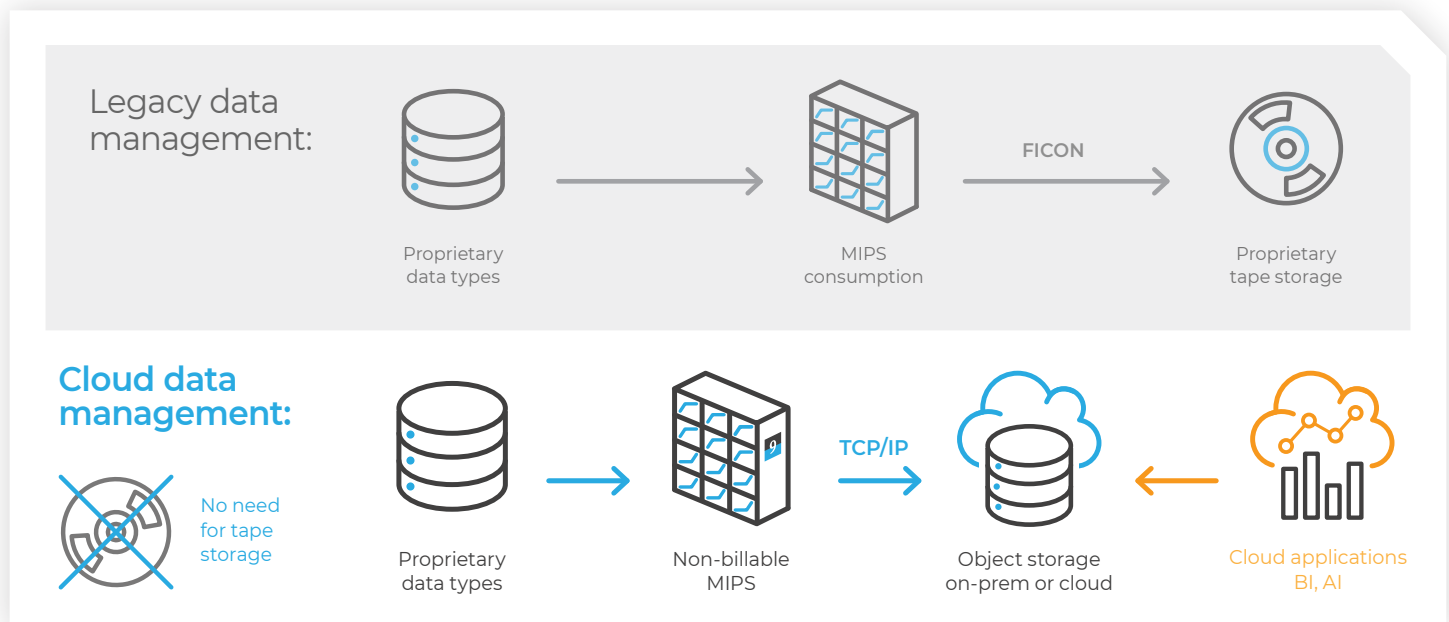 Legacy data
management:
FICON
Proprietary
data types
MIPS
consumption
Proprietary
tape storage
Cloud data
management:
No need
for tape
storage
9
TCP/IP
Proprietary
data types
Non-billable
MIPS
Object storage
on-prem or cloud
Cloud applications
BI, AI